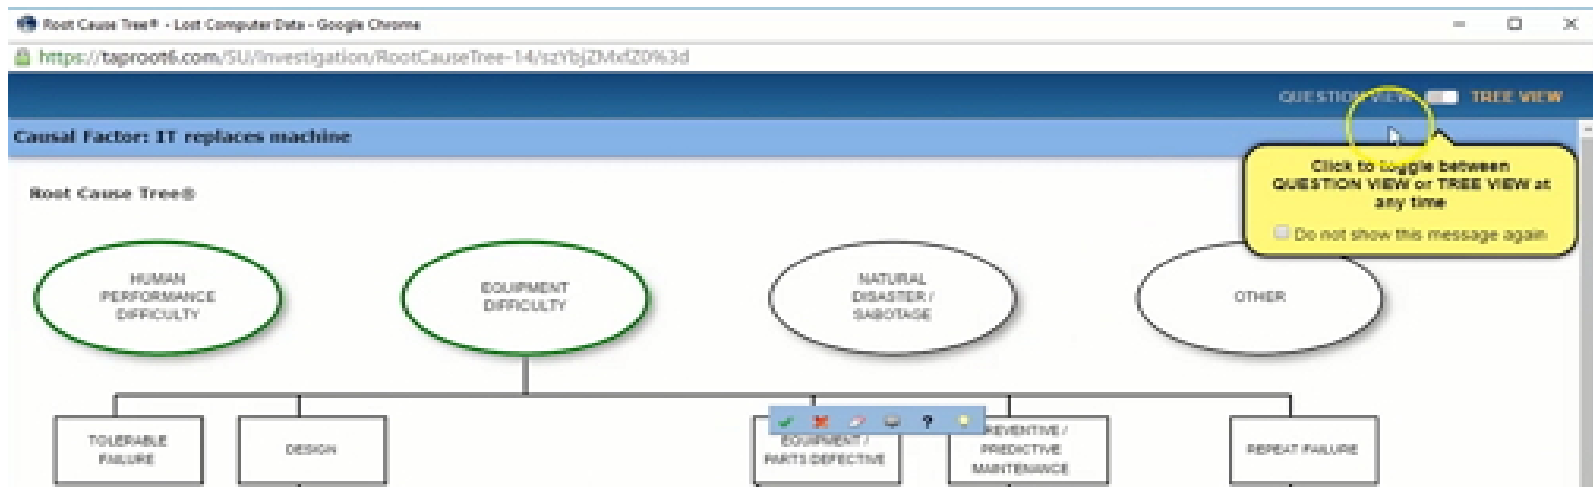 Root Cause Tree® - Lost Computer Data - Google Chrome
https://taproot6.com/SU/Investigation/RootCauseTree-14/
QUESTION VIEW TREE VIEW
Causal Factor: IT replaces machine
Click to toggle between
QUESTION VIEW or TREE VIEW at
any time
Do not show this message again
Root Cause Tree®
HUMAN
PERFORMANCE
DIFFICULTY
EQUIPMENT
DIFFICULTY
NATURAL
DISASTER /
SABOTAGE
OTHER
TOLERABLE
FAILURE
DESIGN
?
EQUIPMENT /
PARTS DEFECTIVE
REVENTIVE /
PREDICTIVE
MAINTENANCE
REPEAT FAILURE